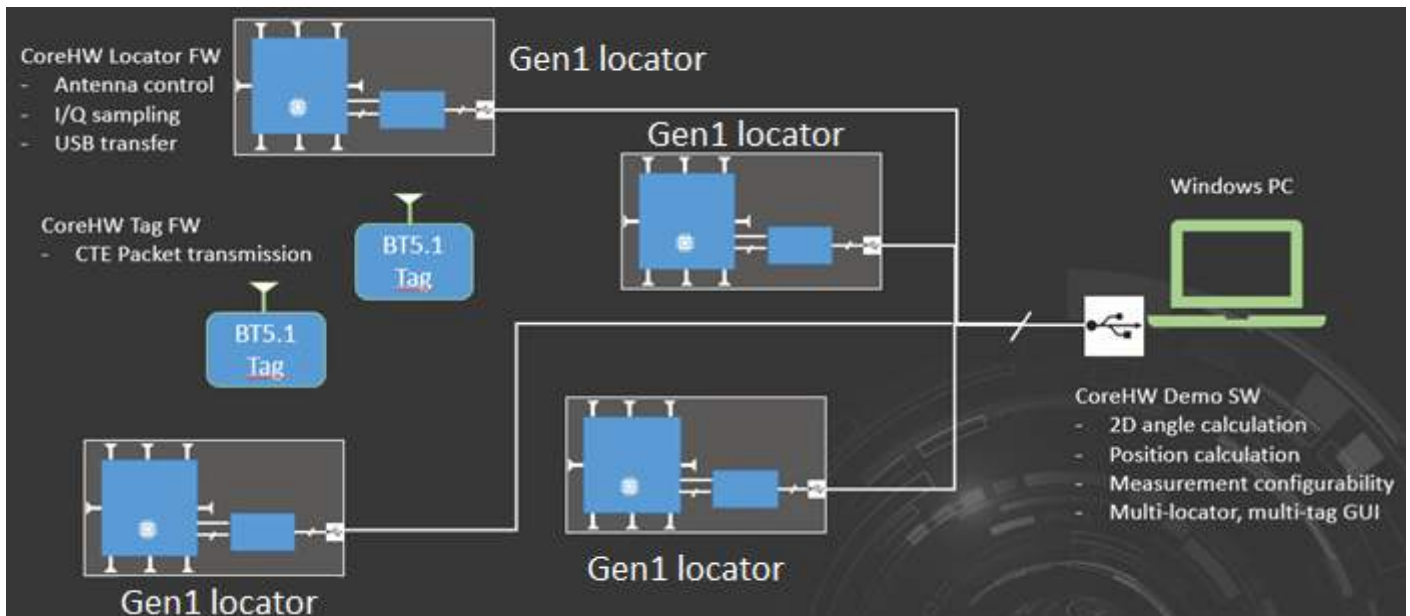 CoreHW Locator FW
- Antenna control
- I/Q sampling
- USB transfer
Gen1 locator
Gen1 locator
Windows PC
CoreHW Tag FW
- CTE Packet transmission
BT5.1
Tag
BT5.1
Tag
CoreHW Demo SW
- 2D angle calculation
- Position calculation
- Measurement configurability
- Multi-locator, multi-tag GUI
Gen1 locator
Gen1 locator